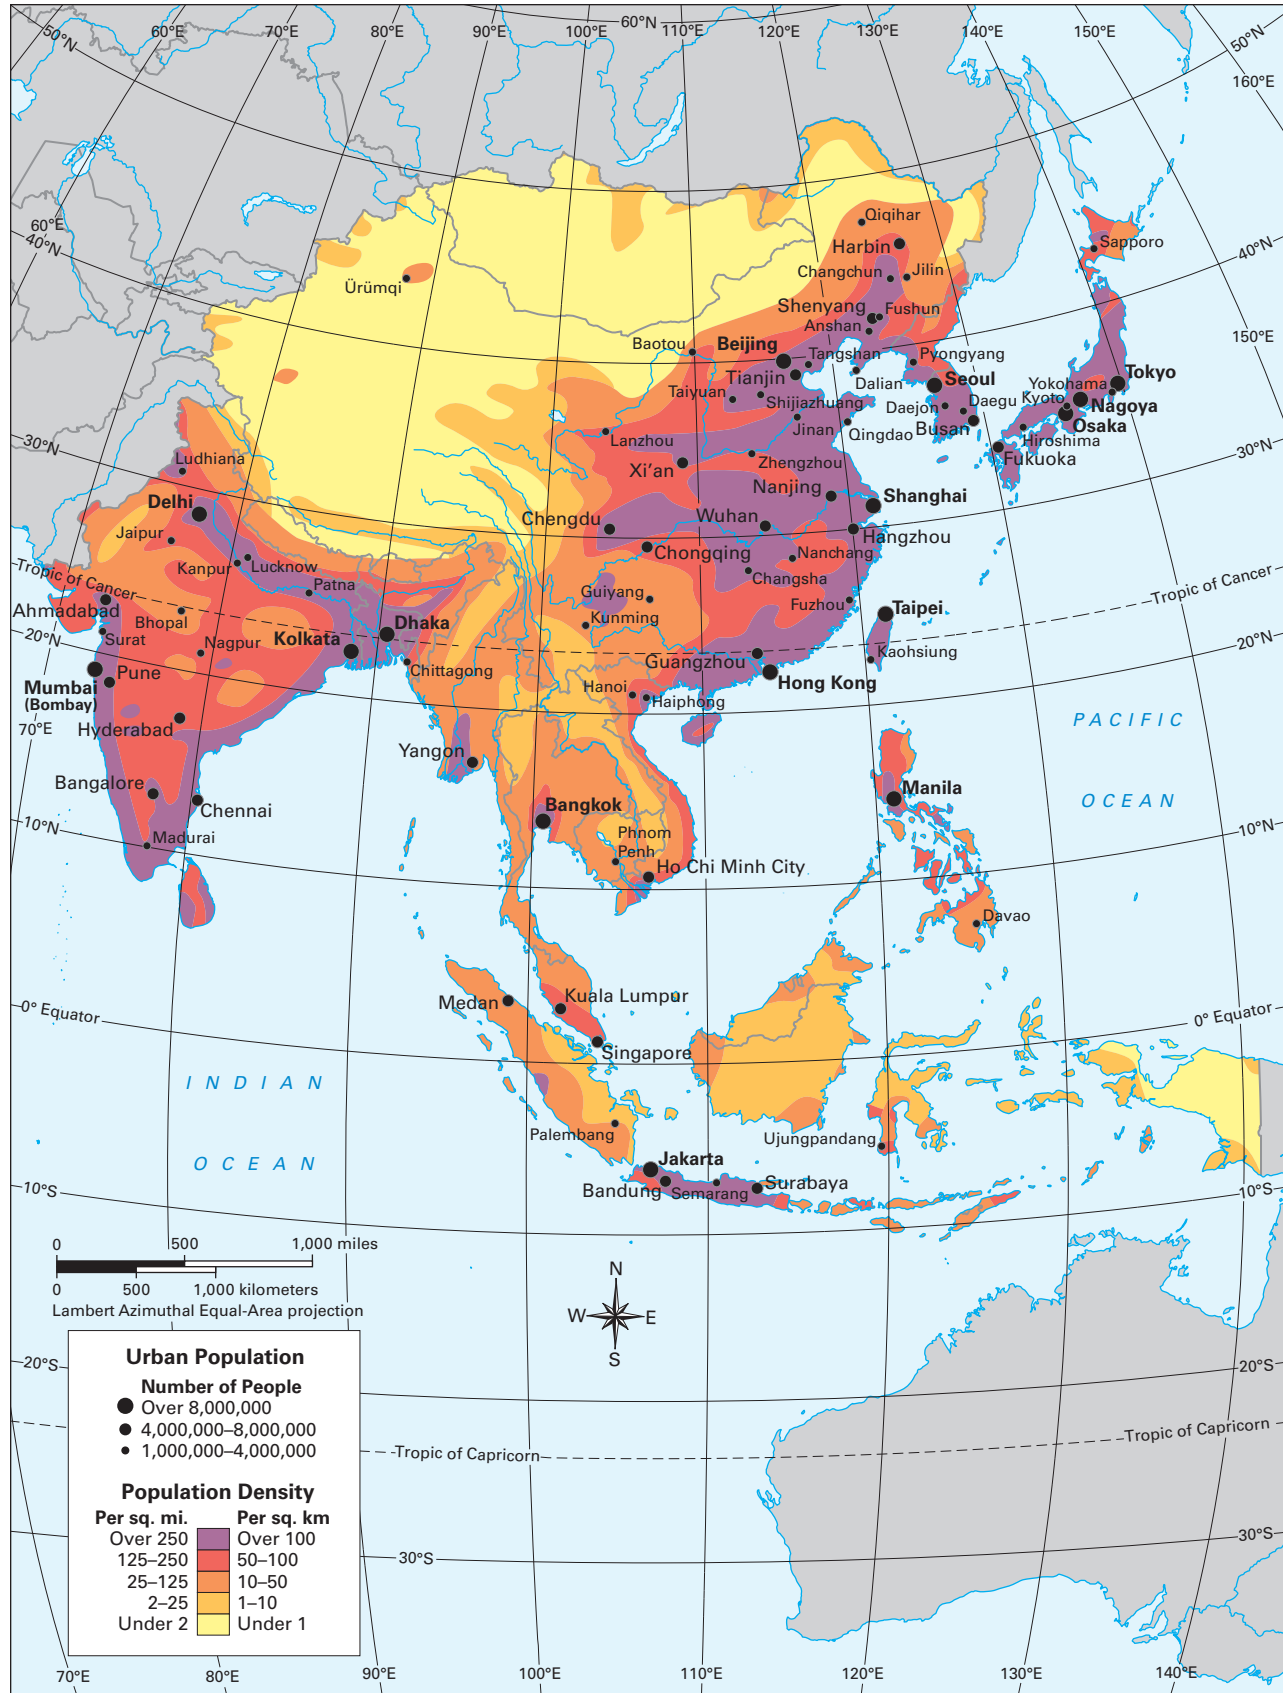 60°N
50°N
60°E
70°E
80°E
90°E
100°E
110°E
120°E
130°E
140°E
150°E
50°N
160°E
60°E
40°N
Qiqihar
Harbin
Sapporo
40°N
Ürümqi
Changchun
Jilin
Shenyang
Fushun
Anshan
150°E
Baotou
Beijing
Tangshan
Pyongyang
Tianjin
Dalian
Seoul
Yokohama
Tokyo
Taiyuan
Shijiazhuang
Daejon
Daegu
Kyoto
Nagoya
Jinan
Qingdao
Busan
Osaka
30°N
Lanzhou
Hiroshima
30°N
Ludhiana
Xi'an
Zhengzhou
Fukuoka
Delhi
Nanjing
Shanghai
Jaipur
Chengdu
Wuhan
Hangzhou
Kanpur
Lucknow
Chongqing
Nanchang
Tropic of Cancer
Patna
Changsha
Tropic of Cancer
Ahmadabad
Guiyang
Fuzhou
Taipei
Bhopal
Dhaka
Kunming
20°N
Surat
Nagpur
Kolkata
20°N
Chittagong
Guangzhou
Kaohsiung
Pune
Hanoi
Haiphong
Hong Kong
Mumbai
(Bombay)
70°E
Hyderabad
PACIFIC
OCEAN
Yangon
Bangalore
Chennai
Bangkok
Manila
10°N
Madurai
Phnom
Penh
Ho Chi Minh City
10°N
Davao
Medan
Kuala Lumpur
0° Equator
0° Equator
Singapore
INDIAN
OCEAN
Palembang
Ujungpandang
Jakarta
Bandung
Semarang
Surabaya
10°S
10°S
0 500 1,000 miles
0 500 1,000 kilometers
Lambert Azimuthal Equal-Area projection
N
W E
S
20°S
20°S
Tropic of Capricorn
Tropic of Capricorn
30°S
30°S
Urban Population
Number of People
Over 8,000,000
4,000,000–8,000,000
1,000,000–4,000,000
Population Density
Per sq. mi. Per sq. km
Over 250 Over 100
125–250 50–100
25–125 10–50
2–25 1–10
Under 2 Under 1
70°E
80°E
90°E
100°E
110°E
120°E
130°E
140°E